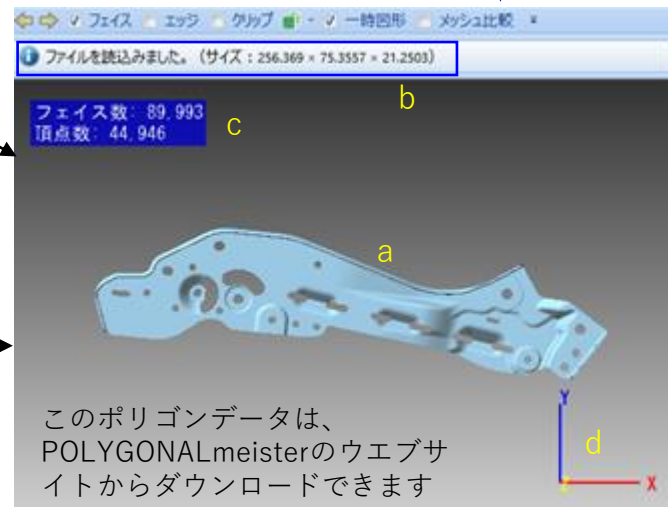 フェイス エッジ クリップ 一時図形 メッシュ比較
ファイルを読込みました。(サイズ：256.369 × 75.3557 × 21.2503)
b
フェイス数: 89,993
頂点数: 44,946
c
a
このポリゴンデータは、
POLYGONALmeisterのウエブサ
イトからダウンロードできます
Y
d
Z
X